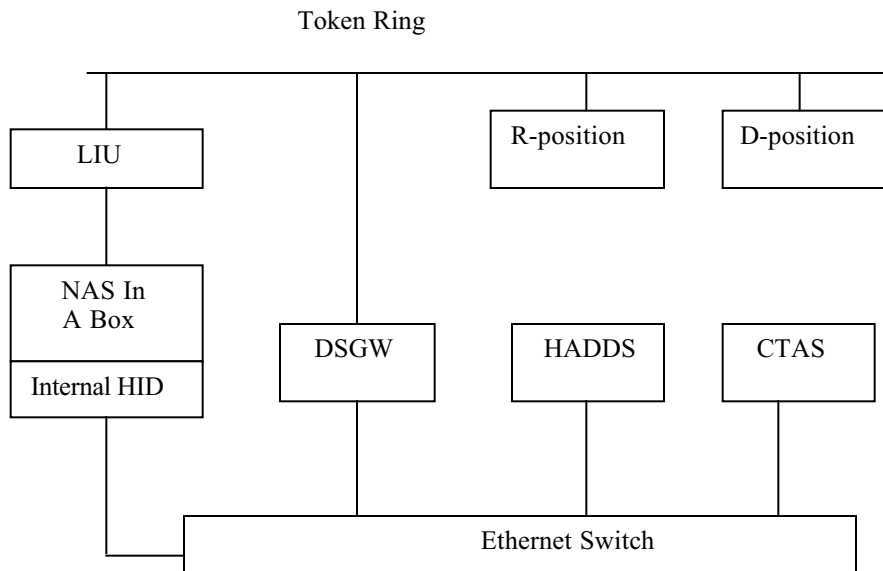 Token Ring
LIU
R-position
D-position
NAS In
A Box
Internal HID
DSGW
HADDS
CTAS
Ethernet Switch